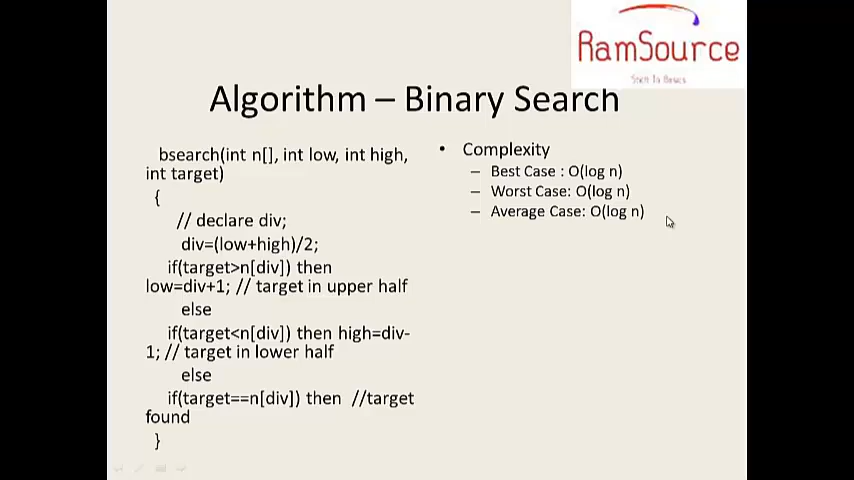 RamSource
Algorithm – Binary Search
bsearch(int n[], int low, int high,
int target)
{
// declare div;
div=(low+high)/2;
if(target>n[div]) then
low=div+1; // target in upper half
else
if(target<n[div]) then high=div-
1; // target in lower half
else
if(target==n[div]) then //target
found
}
• Complexity
– Best Case : O(log n)
– Worst Case: O(log n)
– Average Case: O(log n)